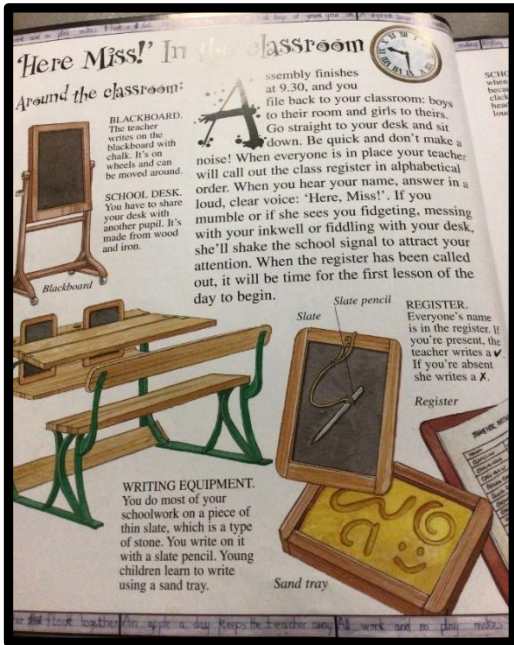 'Here Miss!' In the classroom
Around the classroom:
BLACKBOARD.
The teacher
writes on the
blackboard with
chalk. It's on
wheels and can
be moved around.
SCHOOL DESK.
You have to share
your desk with
another pupil. It's
made from wood
and iron.
Blackboard
Assembly finishes
at 9.30, and you
file back to your classroom: boys
to their room and girls to theirs.
Go straight to your desk and sit
down. Be quick and don't make a
noise! When everyone is in place your teacher
will call out the class register in alphabetical
order. When you hear your name, answer in a
loud, clear voice: 'Here, Miss!'. If you
mumble or if she sees you fidgeting, messing
with your inkwell or fiddling with your desk,
she'll shake the school signal to attract your
attention. When the register has been called
out, it will be time for the first lesson of the
day to begin.
Slate
Slate pencil
REGISTER.
Everyone's name
is in the register. If
you're present, the
teacher writes a ✔.
If you're absent
she writes a ✗.
Register
WRITING EQUIPMENT.
You do most of your
schoolwork on a piece of
thin slate, which is a type
of stone. You write on it
with a slate pencil. Young
children learn to write
using a sand tray.
Sand tray
flock together An apple a day keeps the teacher away All work and no play makes